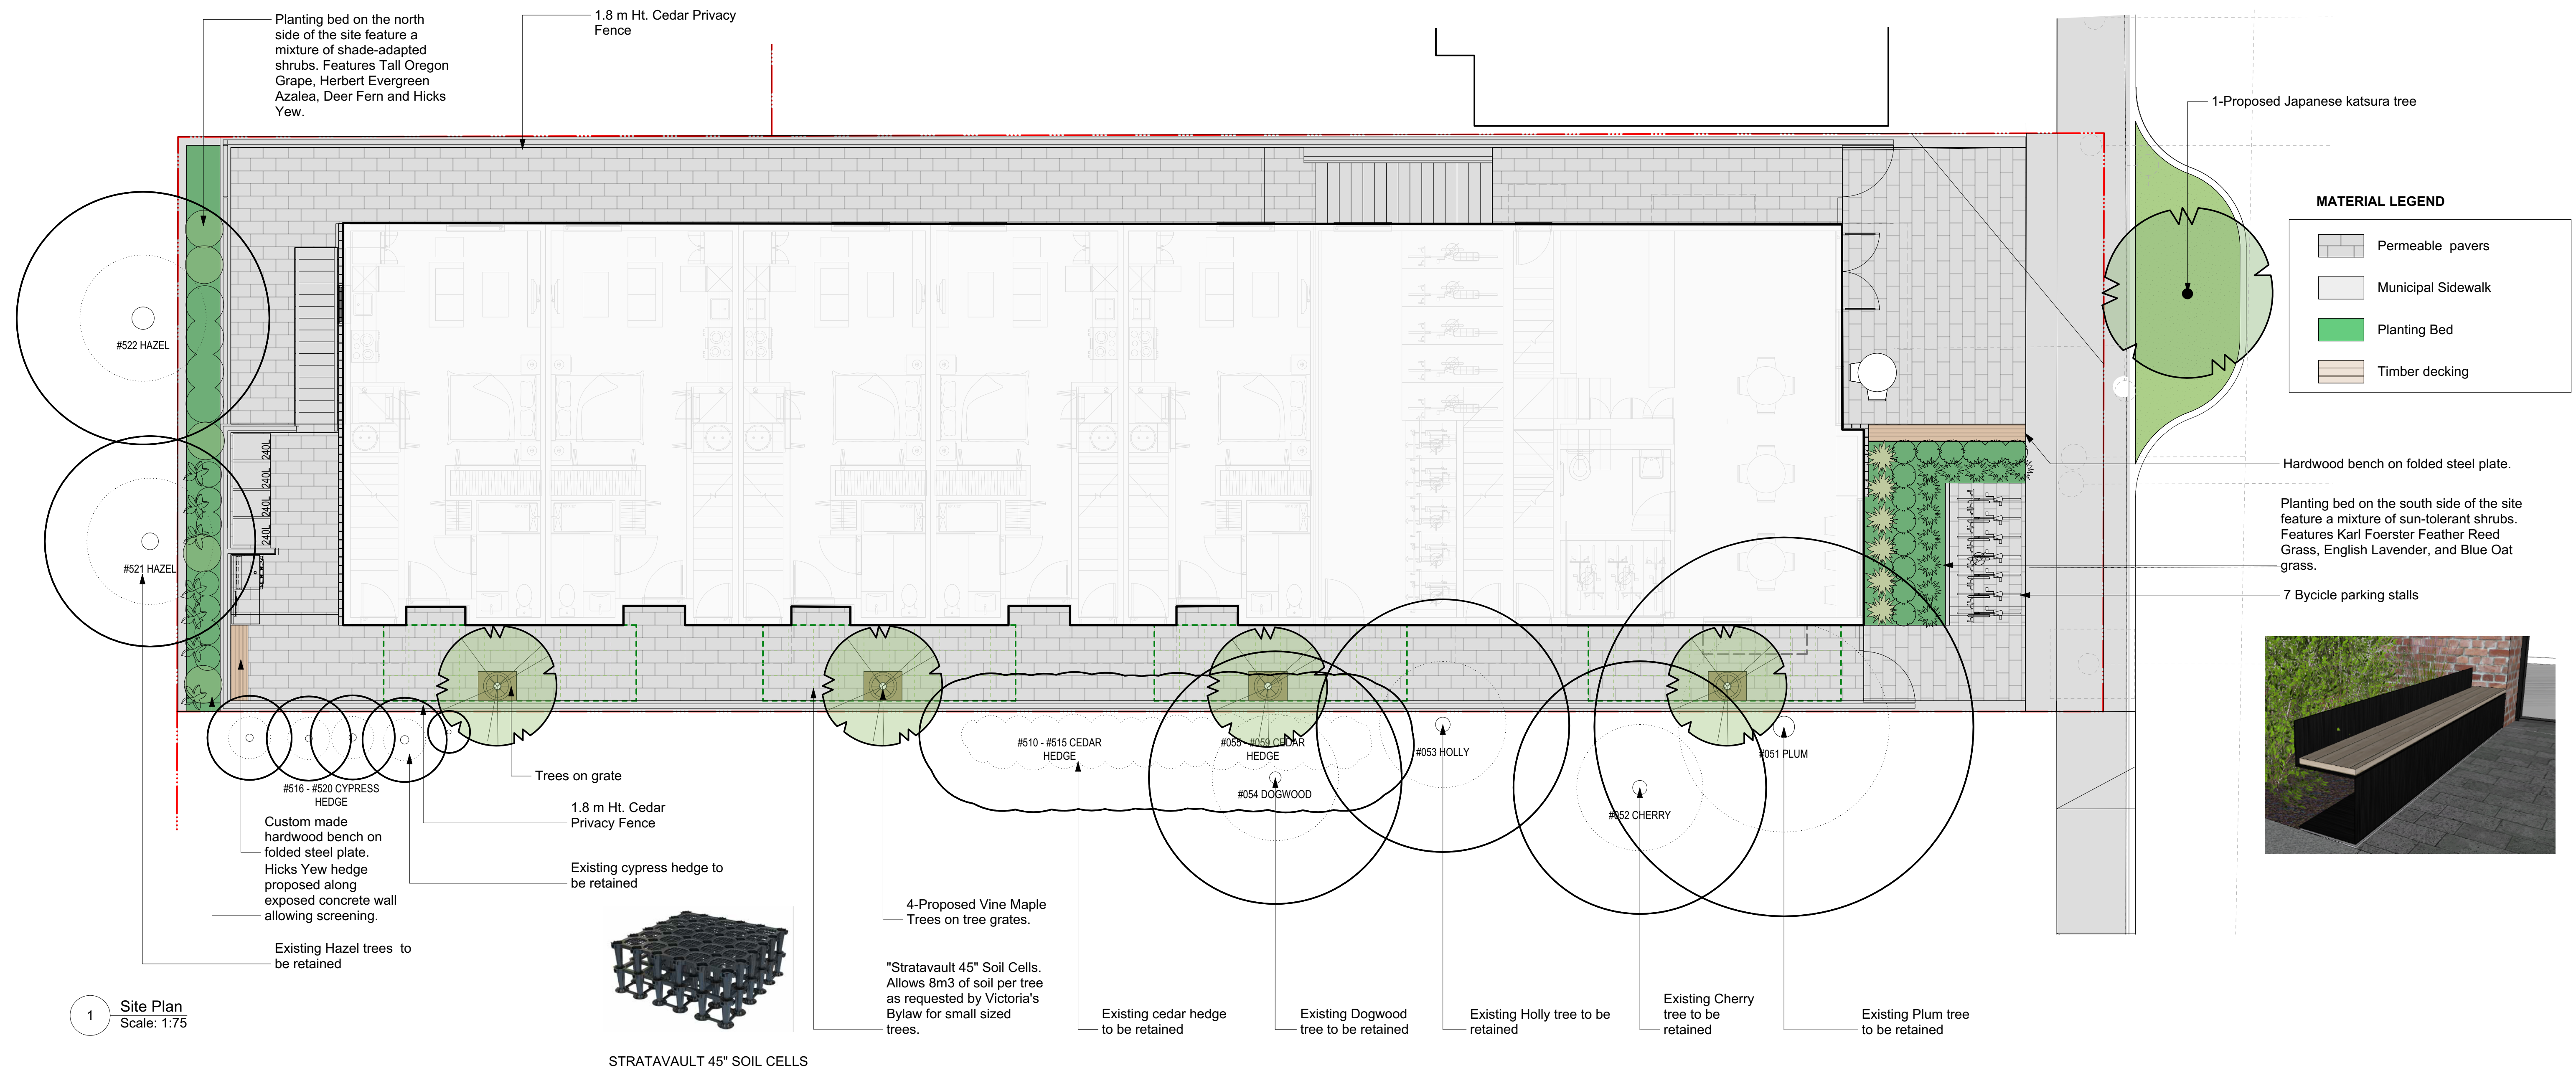 Planting bed on the north
side of the site feature a
mixture of shade-adapted
shrubs. Features Tall Oregon
Grape, Herbert Evergreen
Azalea, Deer Fern and Hicks
Yew.
1.8 m Ht. Cedar Privacy
Fence
1-Proposed Japanese katsura tree
MATERIAL LEGEND
Permeable pavers
Municipal Sidewalk
Planting Bed
Timber decking
#522 HAZEL
#521 HAZEL
240L
240L
240L
240L
Hardwood bench on folded steel plate.
Planting bed on the south side of the site
feature a mixture of sun-tolerant shrubs.
Features Karl Foerster Feather Reed
Grass, English Lavender, and Blue Oat
grass.
7 Bycicle parking stalls
#510 - #515 CEDAR
HEDGE
#055 - #059 CEDAR
HEDGE
#053 HOLLY
#051 PLUM
#054 DOGWOOD
#052 CHERRY
#516 - #520 CYPRESS
HEDGE
Trees on grate
1.8 m Ht. Cedar
Privacy Fence
Custom made
hardwood bench on
folded steel plate.
Hicks Yew hedge
proposed along
exposed concrete wall
allowing screening.
Existing cypress hedge to
be retained
Existing Hazel trees to
be retained
4-Proposed Vine Maple
Trees on tree grates.
"Stratavault 45" Soil Cells.
Allows 8m3 of soil per tree
as requested by Victoria's
Bylaw for small sized
trees.
Existing cedar hedge
to be retained
Existing Dogwood
tree to be retained
Existing Holly tree to be
retained
Existing Cherry
tree to be
retained
Existing Plum tree
to be retained
1
Site Plan
Scale: 1:75
STRATAVAULT 45" SOIL CELLS